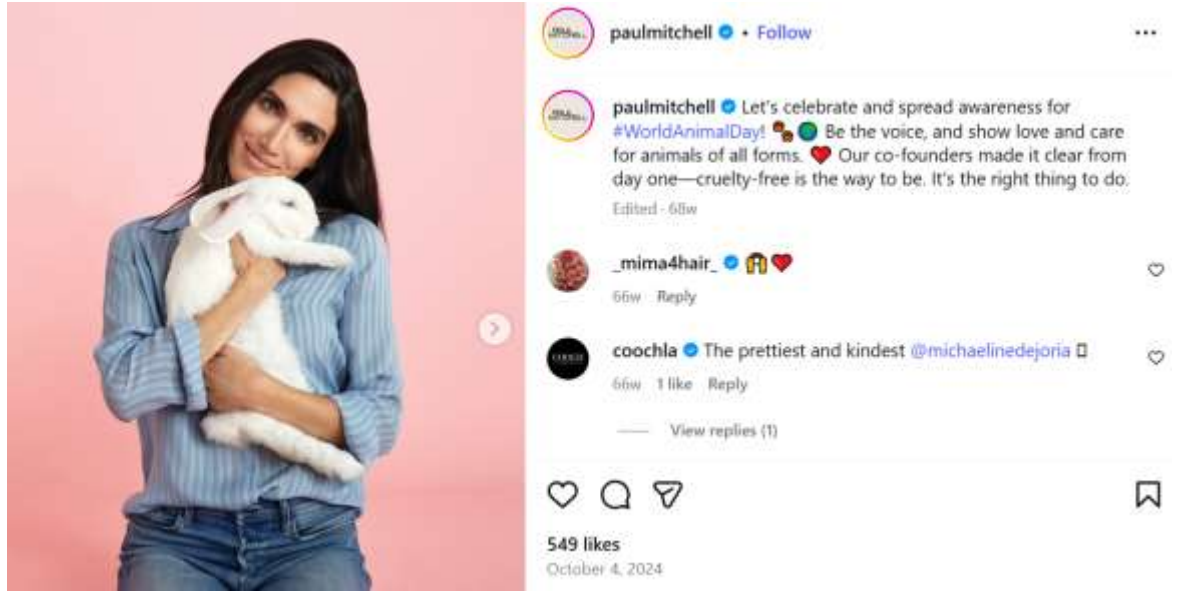 paulmitchell • Follow
paulmitchell Let's celebrate and spread awareness for
#WorldAnimalDay! 🐾🌎 Be the voice, and show love and care
for animals of all forms. ❤️ Our co-founders made it clear from
day one—cruelty-free is the way to be. It's the right thing to do.
Edited · 68w
_mima4hair_ 🙌❤️
66w Reply
coochla The prettiest and kindest @michaelinedejoria
66w 1 like Reply
View replies (1)
549 likes
October 4, 2024